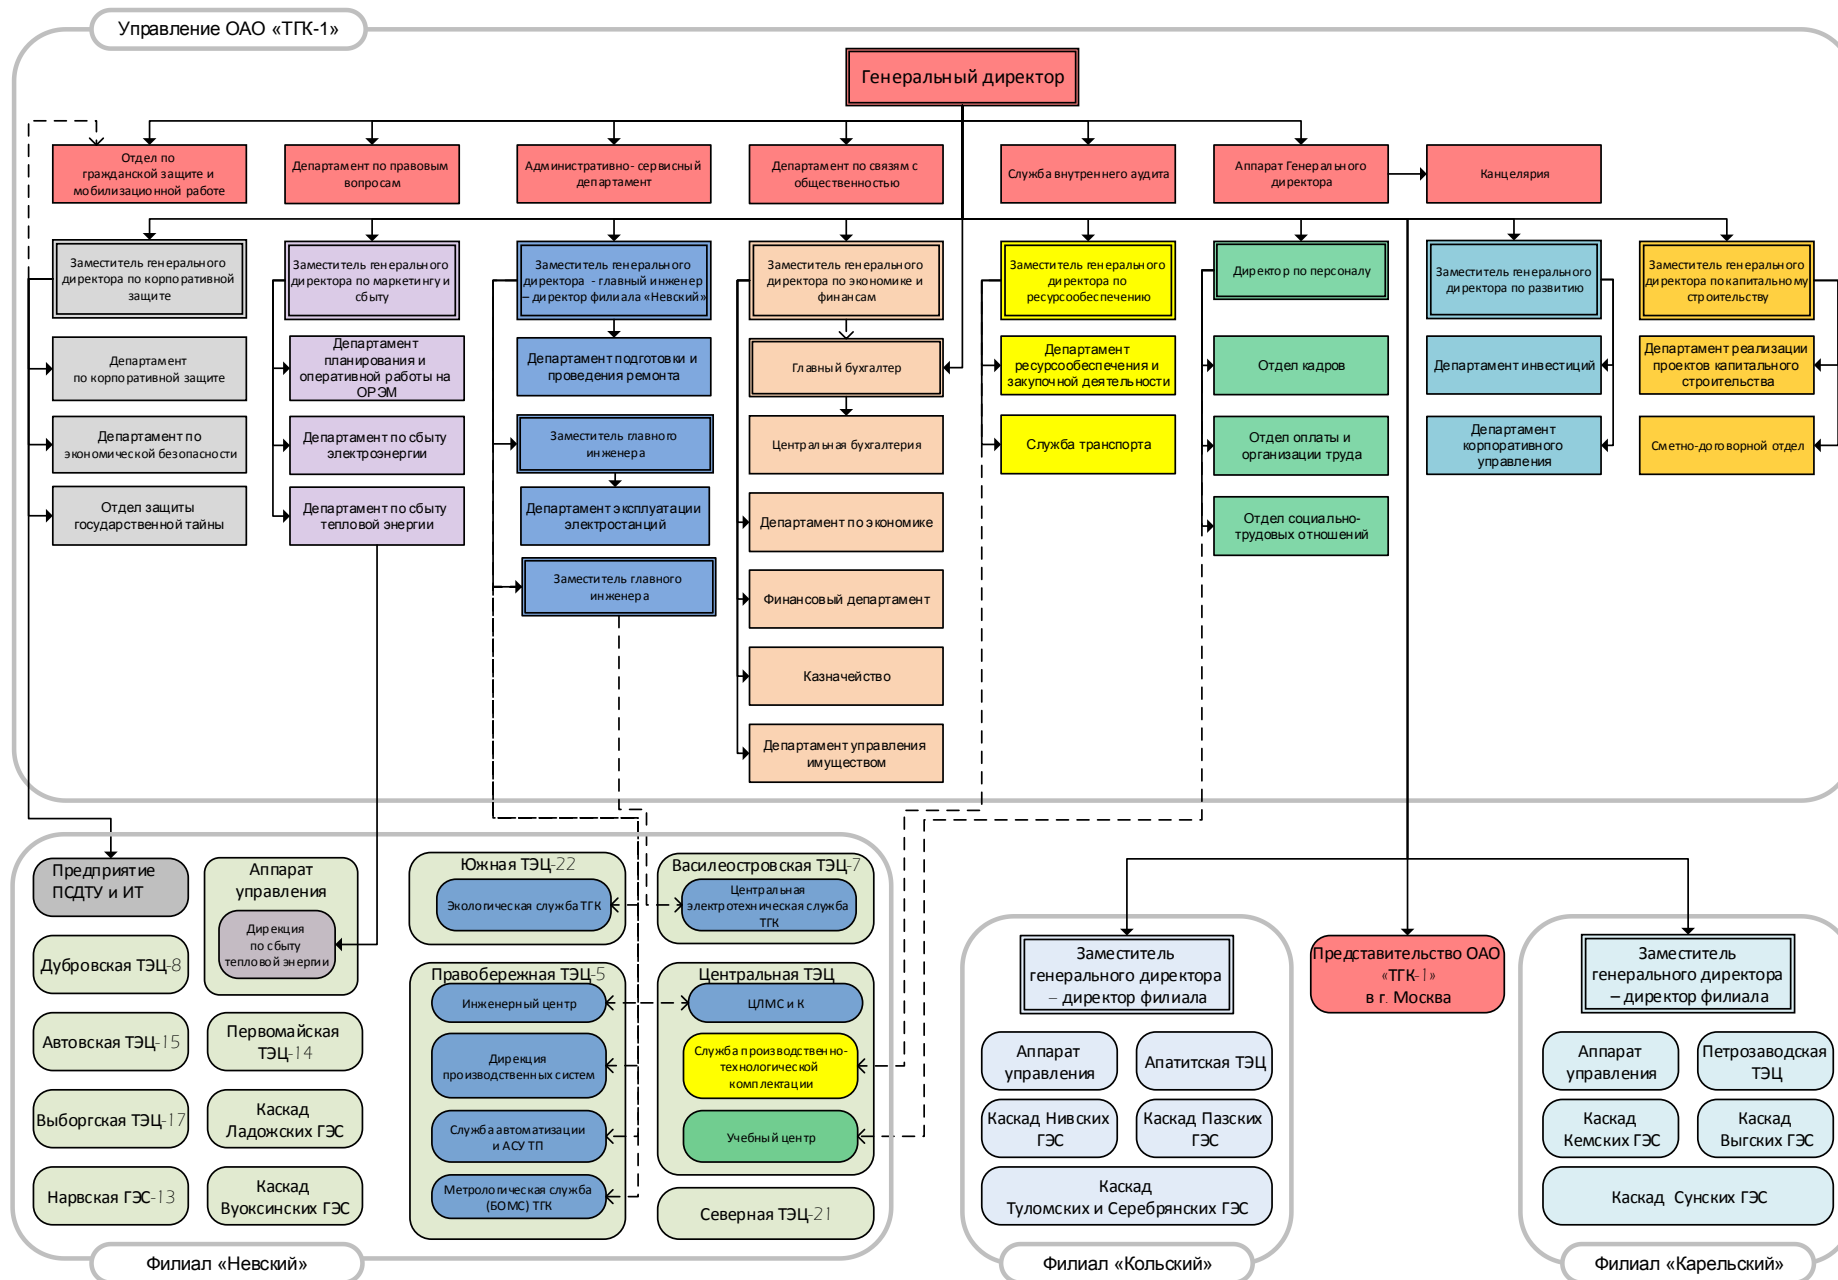 Управление ОАО «ТГК-1»
Генеральный директор
Отдел по
гражданской защите и
мобилизационной работе
Департамент по правовым
вопросам
Административно- сервисный
департамент
Департамент по связям с
общественностью
Служба внутреннего аудита
Аппарат Генерального
директора
Канцелярия
Заместитель генерального
директора по корпоративной
защите
Заместитель генерального
директора по маркетингу и
сбыту
Заместитель генерального
директора - главный инженер
– директор филиала «Невский»
Заместитель генерального
директора по экономике и
финансам
Заместитель генерального
директора по
ресурсообеспечению
Директор по персоналу
Заместитель генерального
директора по развитию
Заместитель генерального
директора по капитальному
строительству
Департамент
по корпоративной защите
Департамент
планирования и
оперативной работы на
ОРЭМ
Департамент подготовки и
проведения ремонта
Главный бухгалтер
Департамент
ресурсообеспечения и
закупочной деятельности
Отдел кадров
Департамент инвестиций
Департамент реализации
проектов капитального
строительства
Департамент по
экономической безопасности
Департамент по сбыту
электроэнергии
Заместитель главного
инженера
Центральная бухгалтерия
Служба транспорта
Отдел оплаты и
организации труда
Департамент
корпоративного
управления
Сметно-договорной отдел
Отдел защиты
государственной тайны
Департамент по сбыту
тепловой энергии
Департамент эксплуатации
электростанций
Департамент по экономике
Отдел социально-
трудовых отношений
Заместитель главного
инженера
Финансовый департамент
Казначейство
Департамент управления
имуществом
Предприятие
ПСДТУ и ИТ
Аппарат
управления
Дирекция
по сбыту
тепловой энергии
Южная ТЭЦ-22
Экологическая служба ТГК
Василеостровская ТЭЦ-7
Центральная
электротехническая служба
ТГК
Дубровская ТЭЦ-8
Правобережная ТЭЦ-5
Инженерный центр
Дирекция
производственных систем
Служба автоматизации
и АСУ ТП
Метрологическая служба
(БОМС) ТГК
Центральная ТЭЦ
ЦЛМС и К
Служба производственно-
технологической
комплектации
Учебный центр
Автовская ТЭЦ-15
Первомайская
ТЭЦ-14
Выборгская ТЭЦ-17
Каскад
Ладожских ГЭС
Нарвская ГЭС-13
Каскад
Вуоксинских ГЭС
Северная ТЭЦ-21
Филиал «Невский»
Заместитель
генерального директора
– директор филиала
Аппарат
управления
Апатитская ТЭЦ
Каскад Нивских
ГЭС
Каскад Пазских
ГЭС
Каскад
Туломских и Серебрянских ГЭС
Филиал «Кольский»
Представительство ОАО
«ТГК-1»
в г. Москва
Заместитель
генерального директора
– директор филиала
Аппарат
управления
Петрозаводская
ТЭЦ
Каскад
Кемских ГЭС
Каскад
Выгских ГЭС
Каскад Сунских ГЭС
Филиал «Карельский»